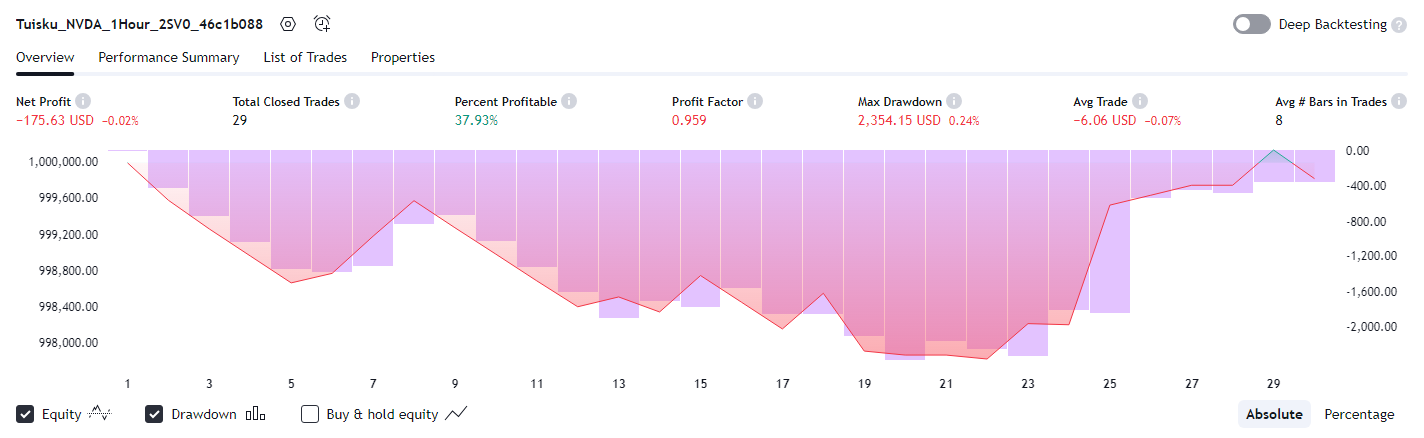 Tuisku_NVDA_1Hour_2SV0_46c1b088
Deep Backtesting ?
Overview Performance Summary List of Trades Properties
Net Profit Total Closed Trades Percent Profitable Profit Factor Max Drawdown Avg Trade Avg # Bars in Trades
−175.63 USD −0.02% 29 37.93% 0.959 2,354.15 USD 0.24% −6.06 USD −0.07% 8
1,000,000.00 0.00
999,600.00 -400.00
999,200.00 -800.00
998,800.00 -1,200.00
998,400.00 -1,600.00
998,000.00 -2,000.00
1 3 5 7 9 11 13 15 17 19 21 23 25 27 29
Equity Drawdown Buy & hold equity Absolute Percentage